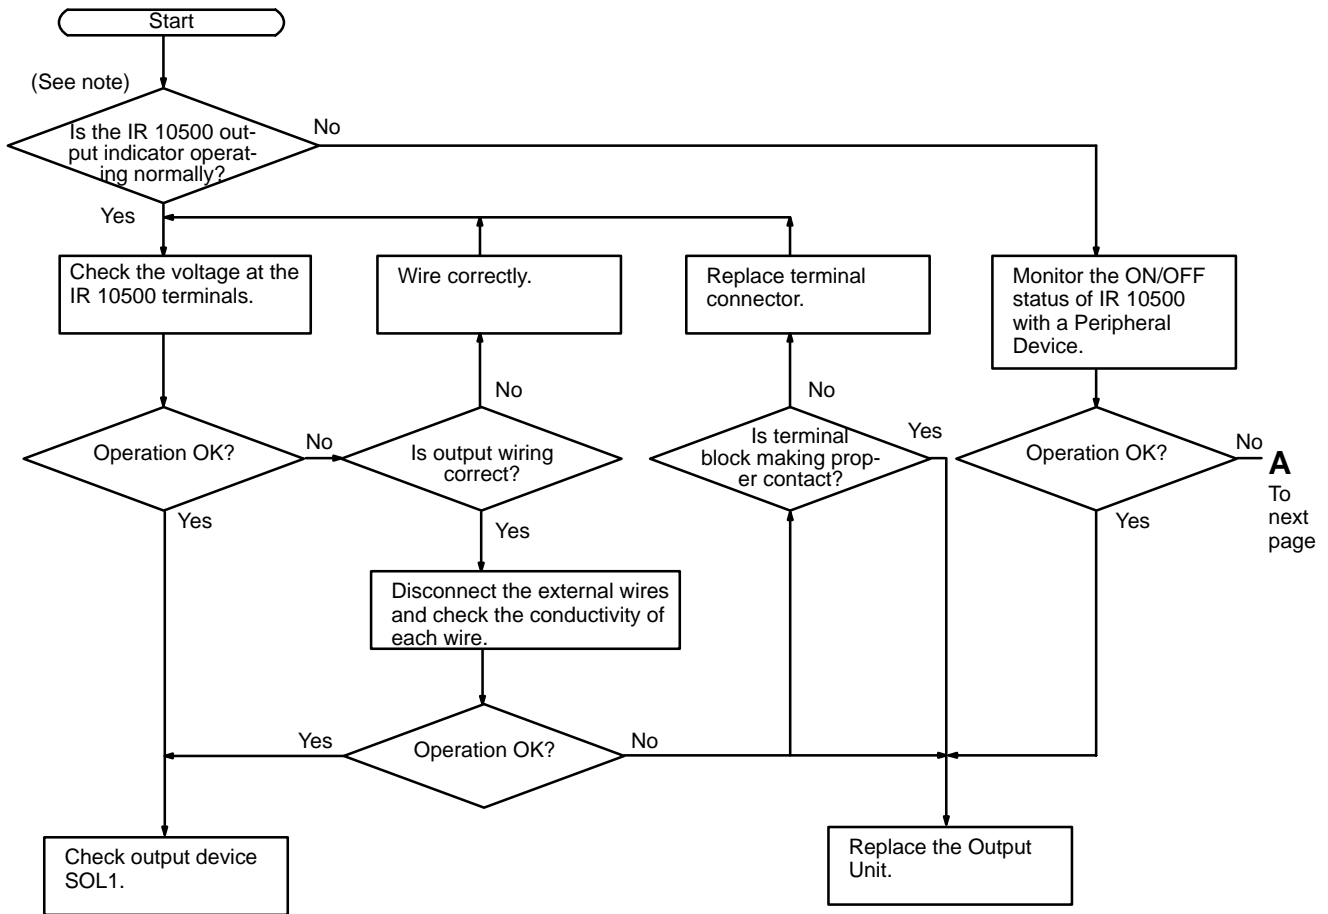 Start
(See note)
Is the IR 10500 out-
put indicator operat-
ing normally?
No
Yes
Check the voltage at the
IR 10500 terminals.
Wire correctly.
Replace terminal
connector.
Monitor the ON/OFF
status of IR 10500
with a Peripheral
Device.
No
No
Operation OK?
No
Is output wiring
correct?
Is terminal
block making prop-
er contact?
Yes
Operation OK?
No
A
To
next
page
Yes
Yes
Yes
Disconnect the external wires
and check the conductivity of
each wire.
Yes
Operation OK?
No
Check output device
SOL1.
Replace the Output
Unit.